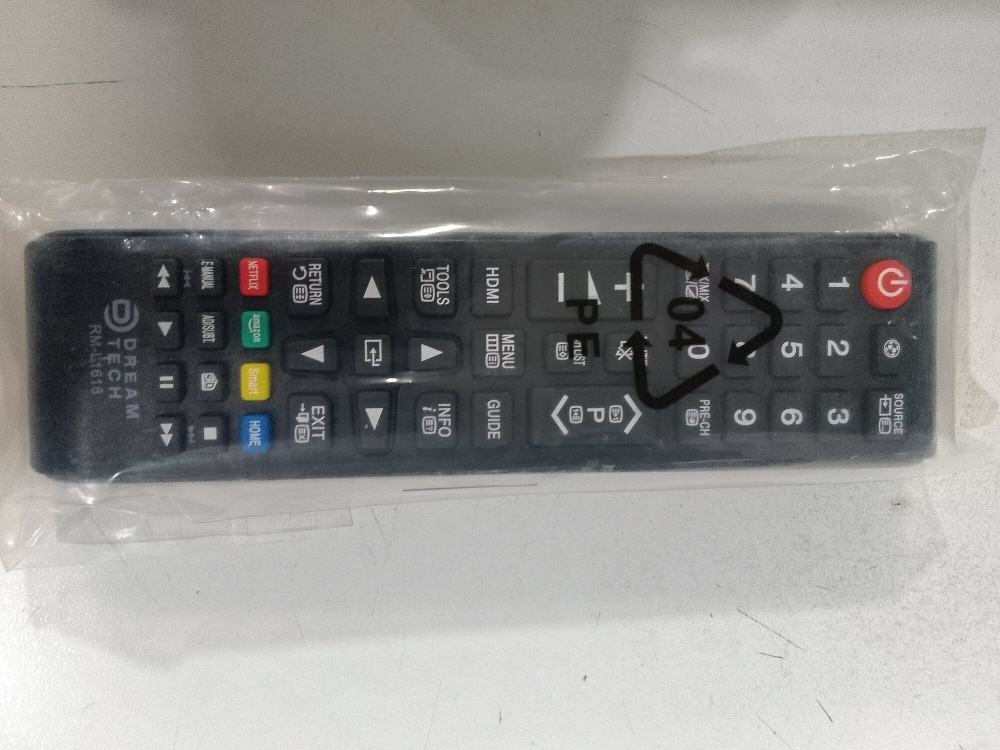 SOURCE
1 2 3
4 5 6
7 9
PRE-CH
04
PE
P
HDMI MENU GUIDE
TOOLS INFO
RETURN EXIT
NETFLIX amazon Smart HOME
E-MANUAL AD/SUBT.
DREAM
TECH
RM-L1618